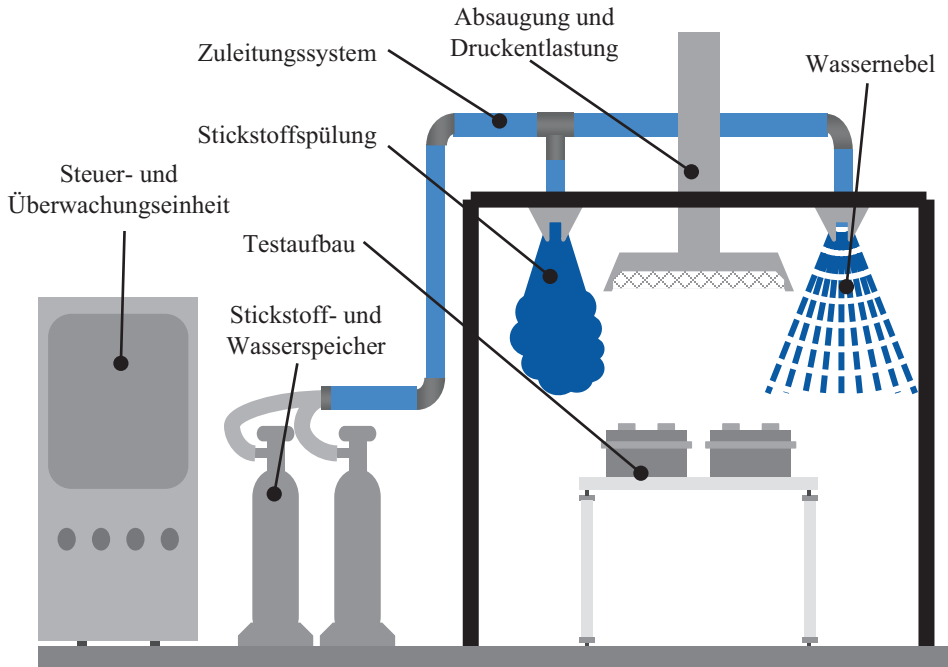 Absaugung und
Druckentlastung
Zuleitungssystem
Wassernebel
Stickstoffspülung
Steuer- und
Überwachungseinheit
Testaufbau
Stickstoff- und
Wasserspeicher